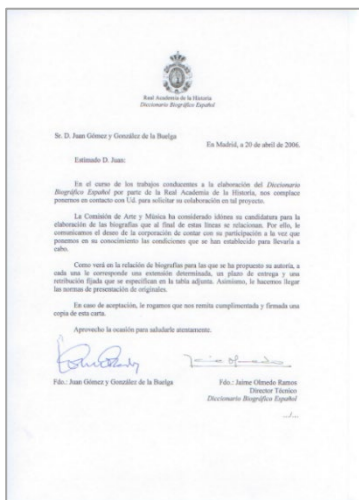 Real Academia de la Historia
Diccionario Biográfico Español
Sr. D. Juan Gómez y González de la Buelga
En Madrid, a 20 de abril de 2006.
Estimado D. Juan:
En el curso de los trabajos conducentes a la elaboración del Diccionario
Biográfico Español por parte de la Real Academia de la Historia, nos complace
ponernos en contacto con Ud. para solicitar su colaboración en tal proyecto.
La Comisión de Arte y Música ha considerado idónea su candidatura para la
elaboración de las biografías que al final de estas líneas se relacionan. Por ello, le
comunicamos el deseo de la corporación de contar con su participación a la vez que
ponemos en su conocimiento las condiciones que se han establecido para llevarla a
cabo.
Como verá en la relación de biografías para las que se ha propuesto su autoría, a
cada una le corresponde una extensión determinada, un plazo de entrega y una
retribución fijada que se especifican en la tabla adjunta. Asimismo, le hacemos llegar
las normas de presentación de originales.
En caso de aceptación, le rogamos que nos remita cumplimentada y firmada una
copia de esta carta.
Aprovecho la ocasión para saludarle atentamente.
Fdo.: Juan Gómez y González de la Buelga
Fdo.: Jaime Olmedo Ramos
Director Técnico
Diccionario Biográfico Español
../..